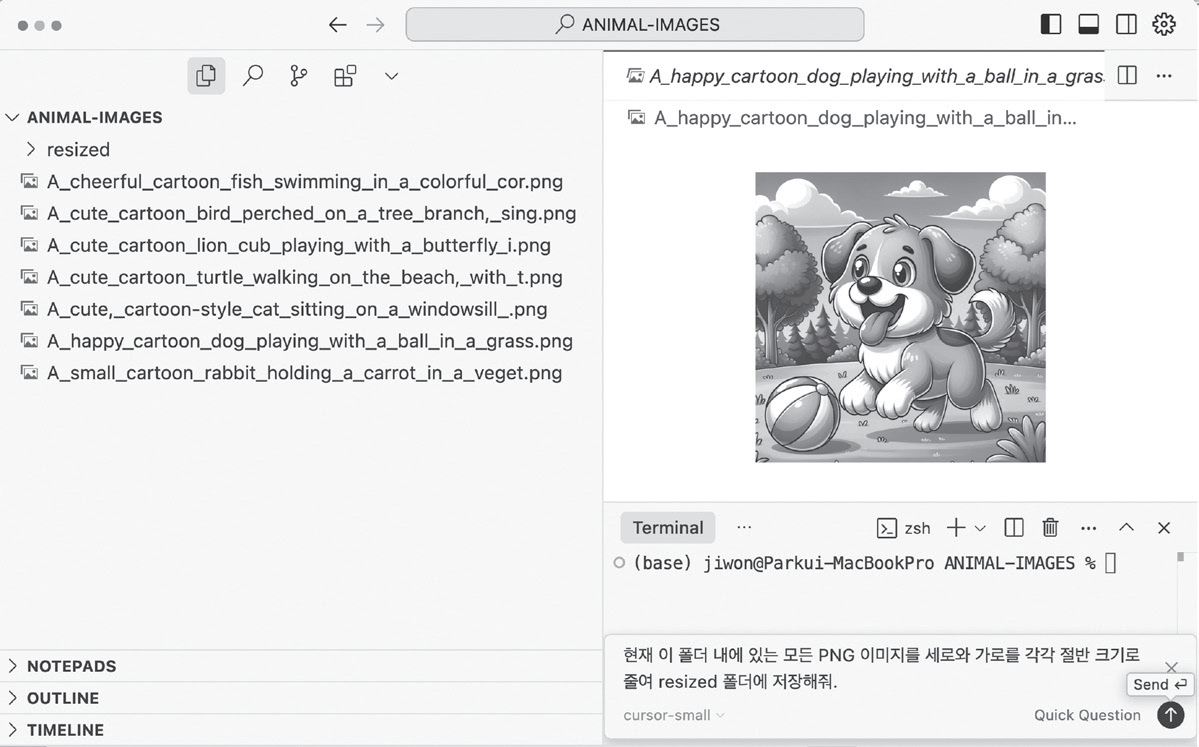 ANIMAL-IMAGES
ANIMAL-IMAGES
resized
A_cheerful_cartoon_fish_swimming_in_a_colorful_cor.png
A_cute_cartoon_bird_perched_on_a_tree_branch,_sing.png
A_cute_cartoon_lion_cub_playing_with_a_butterfly_i.png
A_cute_cartoon_turtle_walking_on_the_beach,_with_t.png
A_cute,_cartoon-style_cat_sitting_on_a_windowsill_.png
A_happy_cartoon_dog_playing_with_a_ball_in_a_grass.png
A_small_cartoon_rabbit_holding_a_carrot_in_a_veget.png
NOTEPADS
OUTLINE
TIMELINE
A_happy_cartoon_dog_playing_with_a_ball_in_a_gras
A_happy_cartoon_dog_playing_with_a_ball_in...
Terminal ... zsh
(base) jiwon@Parkui-MacBookPro ANIMAL-IMAGES %
현재 이 폴더 내에 있는 모든 PNG 이미지를 세로와 가로를 각각 절반 크기로
줄여 resized 폴더에 저장해줘.
Send
cursor-small Quick Question